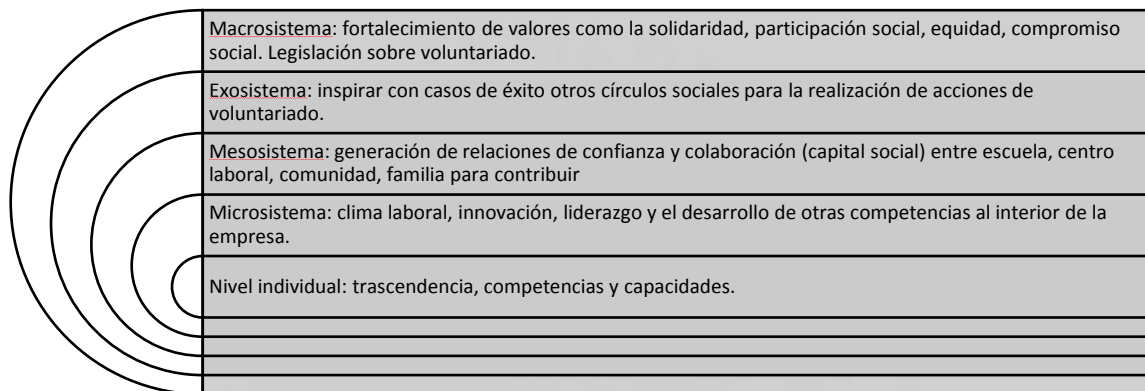 Macrosistema: fortalecimiento de valores como la solidaridad, participación social, equidad, compromiso
social. Legislación sobre voluntariado.
Exosistema: inspirar con casos de éxito otros círculos sociales para la realización de acciones de
voluntariado.
Mesosistema: generación de relaciones de confianza y colaboración (capital social) entre escuela, centro
laboral, comunidad, familia para contribuir
Microsistema: clima laboral, innovación, liderazgo y el desarrollo de otras competencias al interior de la
empresa.
Nivel individual: trascendencia, competencias y capacidades.